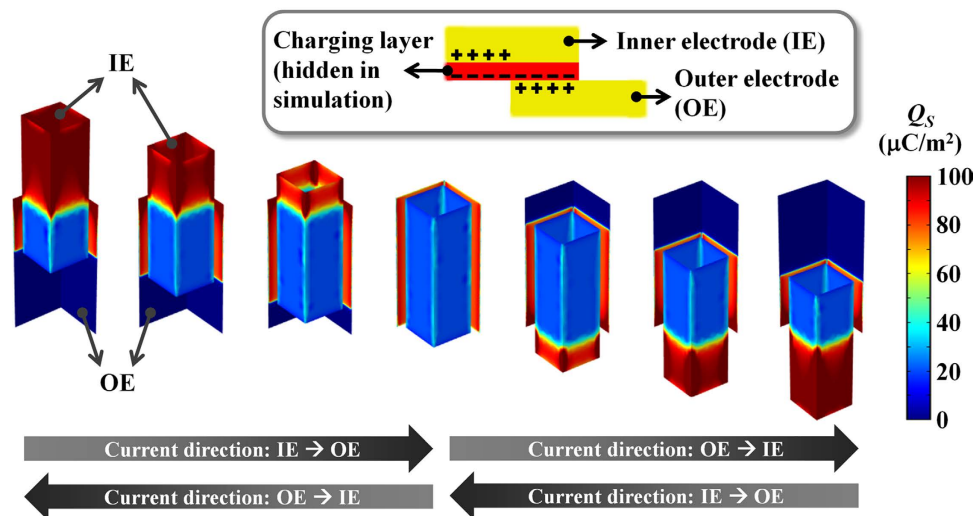 IE
Charging layer
(hidden in
simulation)
++++
Inner electrode (IE)
++++
Outer electrode
(OE)
Q_S
(μC/m²)
100
80
60
40
20
0
OE
Current direction: IE → OE
Current direction: OE → IE
Current direction: OE → IE
Current direction: IE → OE